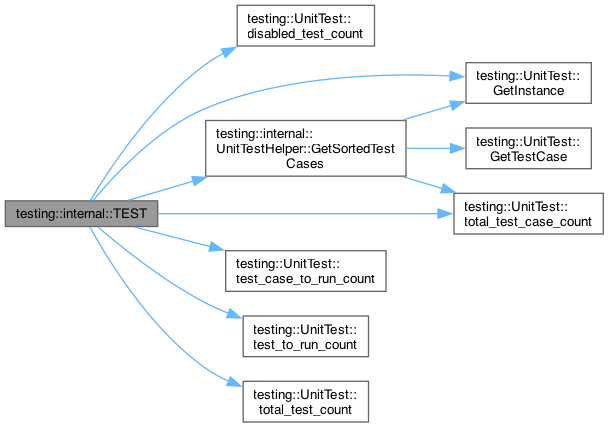 testing::UnitTest::
disabled_test_count
testing::UnitTest::
GetInstance
testing::internal::
UnitTestHelper::GetSortedTest
Cases
testing::UnitTest::
GetTestCase
testing::internal::TEST
testing::UnitTest::
total_test_case_count
testing::UnitTest::
test_case_to_run_count
testing::UnitTest::
test_to_run_count
testing::UnitTest::
total_test_count